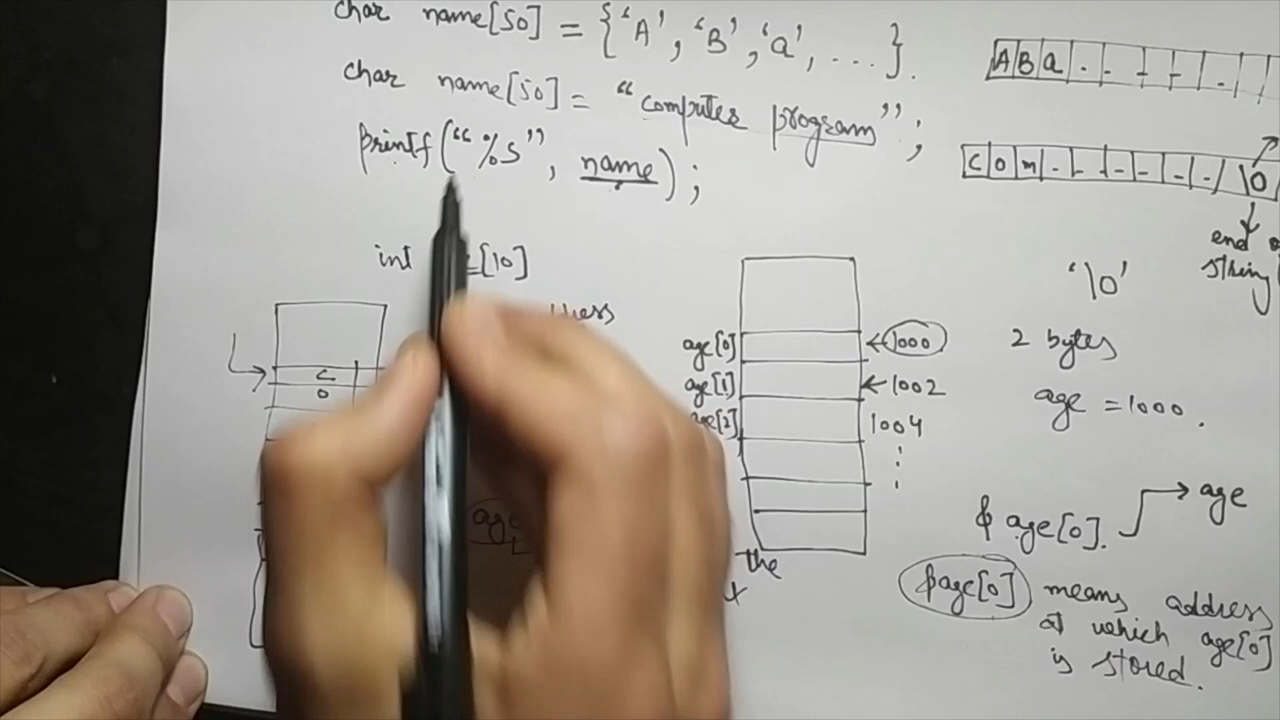 char name[50] = {'A', 'B', 'a', ...}.
char name[50] = "computer program";
printf("%s", name);
A B a . - - - - .
C O m . - - - - - - \0
end
string
'\0'
int [10]
age[0] ←1000
age[1] ←1002
age[2] 1004
2 bytes
age = 1000.
C
O
& age[0]. → age
the
&age[0] means address
at which age[0]
is stored.